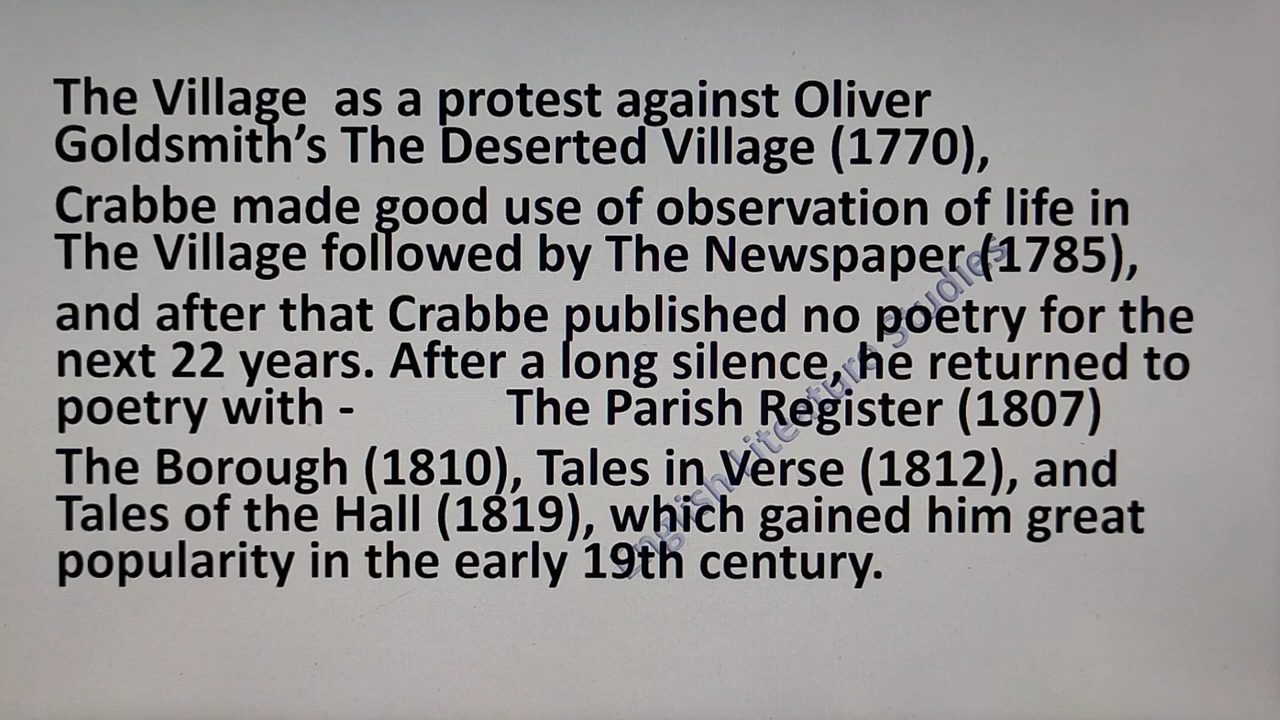 The Village as a protest against Oliver
Goldsmith’s The Deserted Village (1770),
Crabbe made good use of observation of life in
The Village followed by The Newspaper (1785),
and after that Crabbe published no poetry for the
next 22 years. After a long silence, he returned to
poetry with - The Parish Register (1807)
The Borough (1810), Tales in Verse (1812), and
Tales of the Hall (1819), which gained him great
popularity in the early 19th century.
English Literature Studies